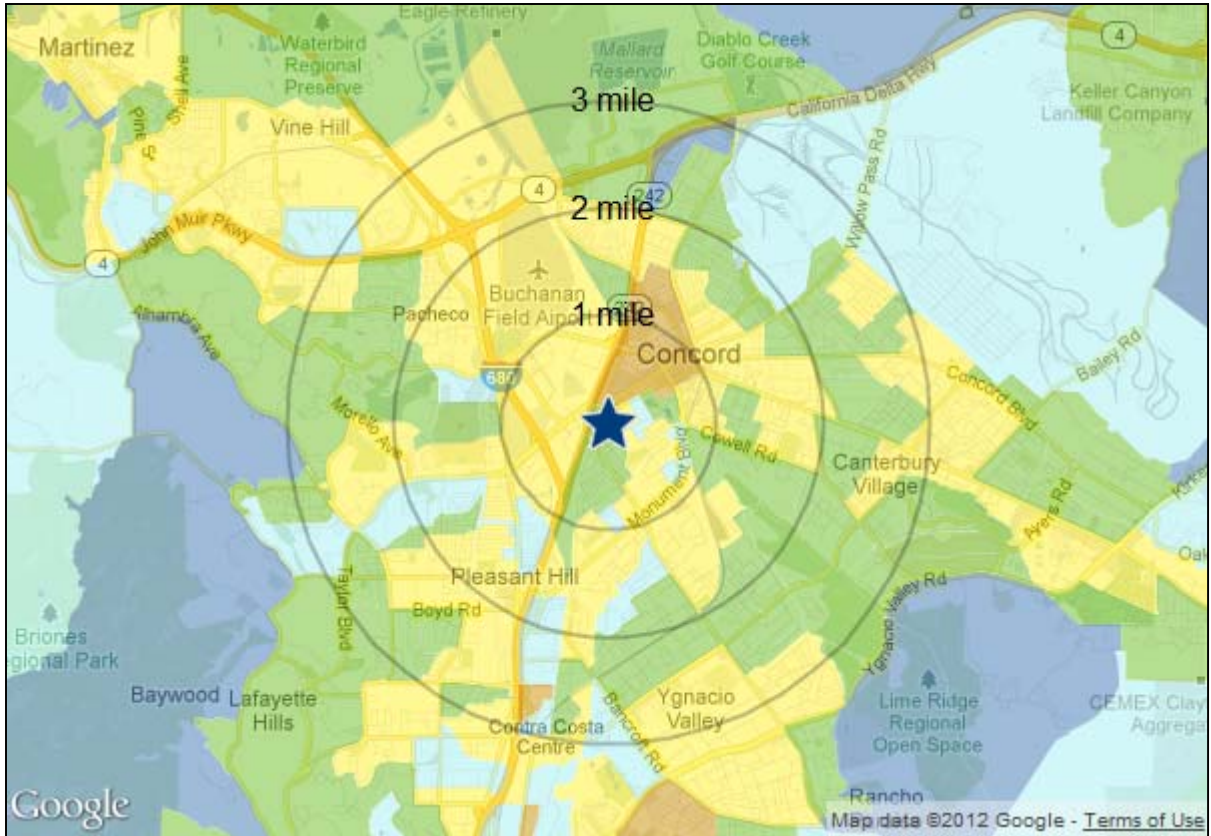 Eagle Refinery
Martinez
Waterbird
Regional
Preserve
Mallard
Reservoir
Diablo Creek
Golf Course
4
Shell Ave
Pine St
Vine Hill
3 mile
California Delta Hwy
Keller Canyon
Landfill Company
4
242
2 mile
Willow Pass Rd
John Muir Pkwy
4
Buchanan
Field Aiport
Pacheco
1 mile
Concord
Alhambra Ave
680
Bailey Rd
Concord Blvd
Morello Ave
Cowell Rd
Monument Blvd
Canterbury
Village
Ayers Rd
Pleasant Hill
Boyd Rd
Taylor Blvd
Ygnacio Valley Rd
Briones
egional Park
Baywood
Lafayette
Hills
Contra Costa
Centre
Bancroft Rd
Ygnacio
Valley
Lime Ridge
Regional
Open Space
CEMEX Clay
Aggrega
Rancho
Google
Map data ©2012 Google - Terms of Use